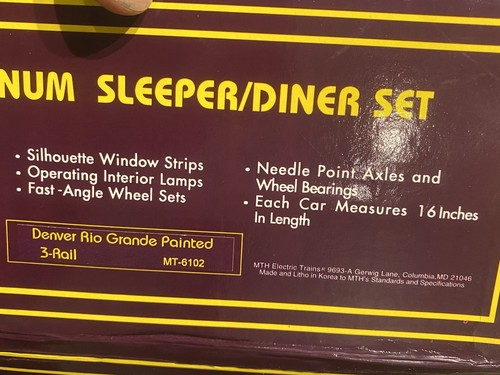 NUM SLEEPER/DINER SET
• Silhouette Window Strips
• Operating Interior Lamps
• Fast-Angle Wheel Sets
• Needle Point Axles and
Wheel Bearings
• Each Car Measures 16 Inches
In Length
Denver Rio Grande Painted
3-Rail MT-6102
MTH Electric Trains® 9693-A Gerwig Lane, Columbia, MD 21046
Made and Litho in Korea to MTH's Standards and Specifications